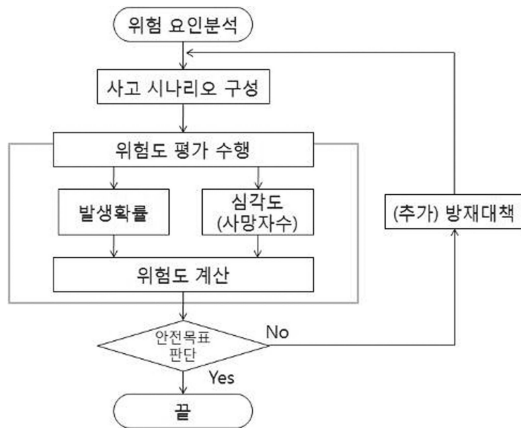 위험 요인분석
사고 시나리오 구성
위험도 평가 수행
발생확률
심각도
(사망자수)
(추가) 방재대책
위험도 계산
안전목표
판단
No
Yes
끝